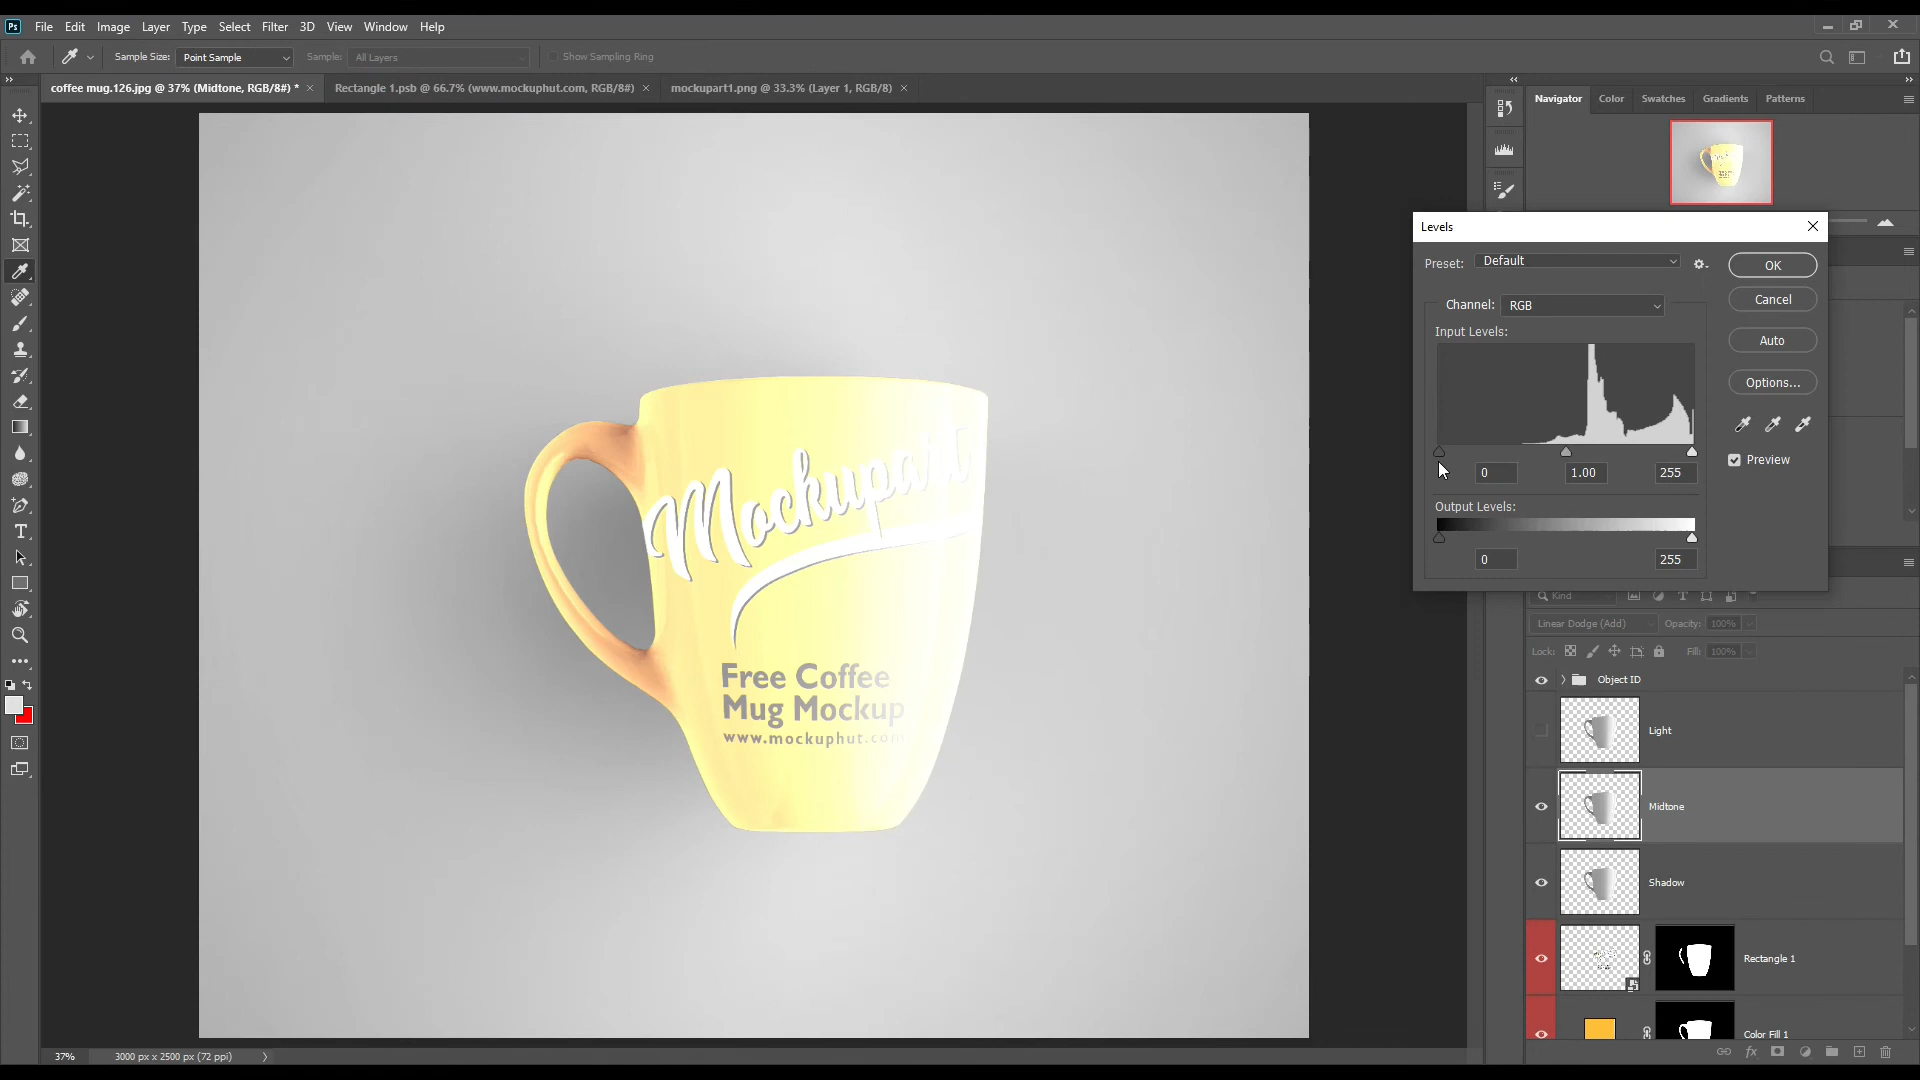 Ps File Edit Image Layer Type Select Filter 3D View Window Help
Sample Size: Point Sample Sample: All Layers Show Sampling Ring
coffee mug.126.jpg @ 37% (Midtone, RGB/8#) * × Rectangle 1.psb @ 66.7% (www.mockuphut.com, RGB/8#) × mockupart1.png @ 33.3% (Layer 1, RGB/8) ×
Navigator Color Swatches Gradients Patterns
Levels
Preset: Default OK
Cancel
Channel: RGB
Input Levels:
Auto
Options...
Preview
0 1.00 255
Output Levels:
0 255
Mockupart
Free Coffee
Mug Mockup
www.mockuphut.com
Kind
Linear Dodge (Add) Opacity: 100%
Lock: Fill: 100%
Object ID
Light
Midtone
Shadow
Rectangle 1
Color Fill 1
fx
37% 3000 px x 2500 px (72 ppi)